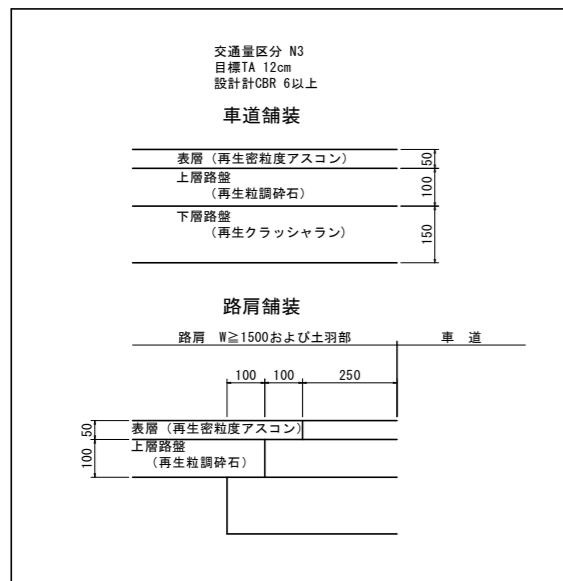 交通量区分 N3
目標TA 12cm
設計計CBR 6以上
車道舗装
表層（再生密粒度アスコン）
50
上層路盤
（再生粒調砕石）
100
下層路盤
（再生クラッシャラン）
150
路肩舗装
路肩 W≧1500および土羽部 車 道
100 100 250
50
表層（再生密粒度アスコン）
上層路盤
（再生粒調砕石）
100